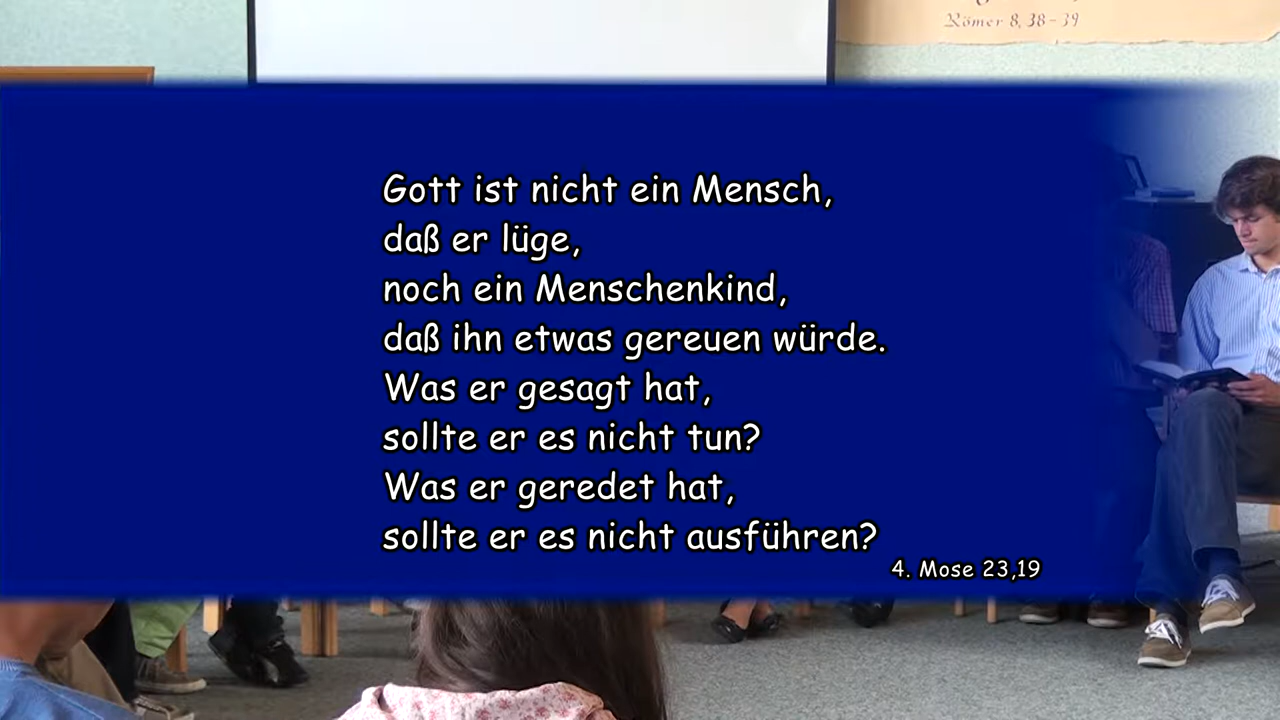 Römer 8, 38-39
Gott ist nicht ein Mensch,
daß er lüge,
noch ein Menschenkind,
daß ihn etwas gereuen würde.
Was er gesagt hat,
sollte er es nicht tun?
Was er geredet hat,
sollte er es nicht ausführen?
4. Mose 23,19